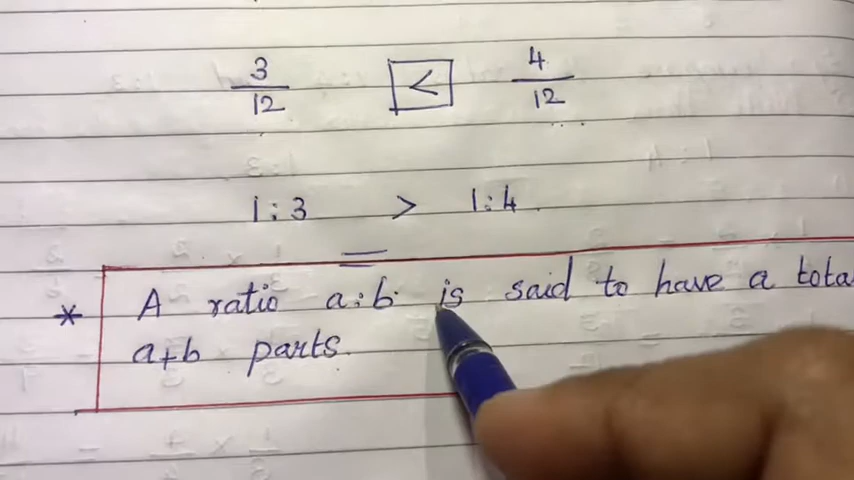 3/12 < 4/12
1:3 > 1:4
* A ratio a:b is said to have a tota
a+b parts.